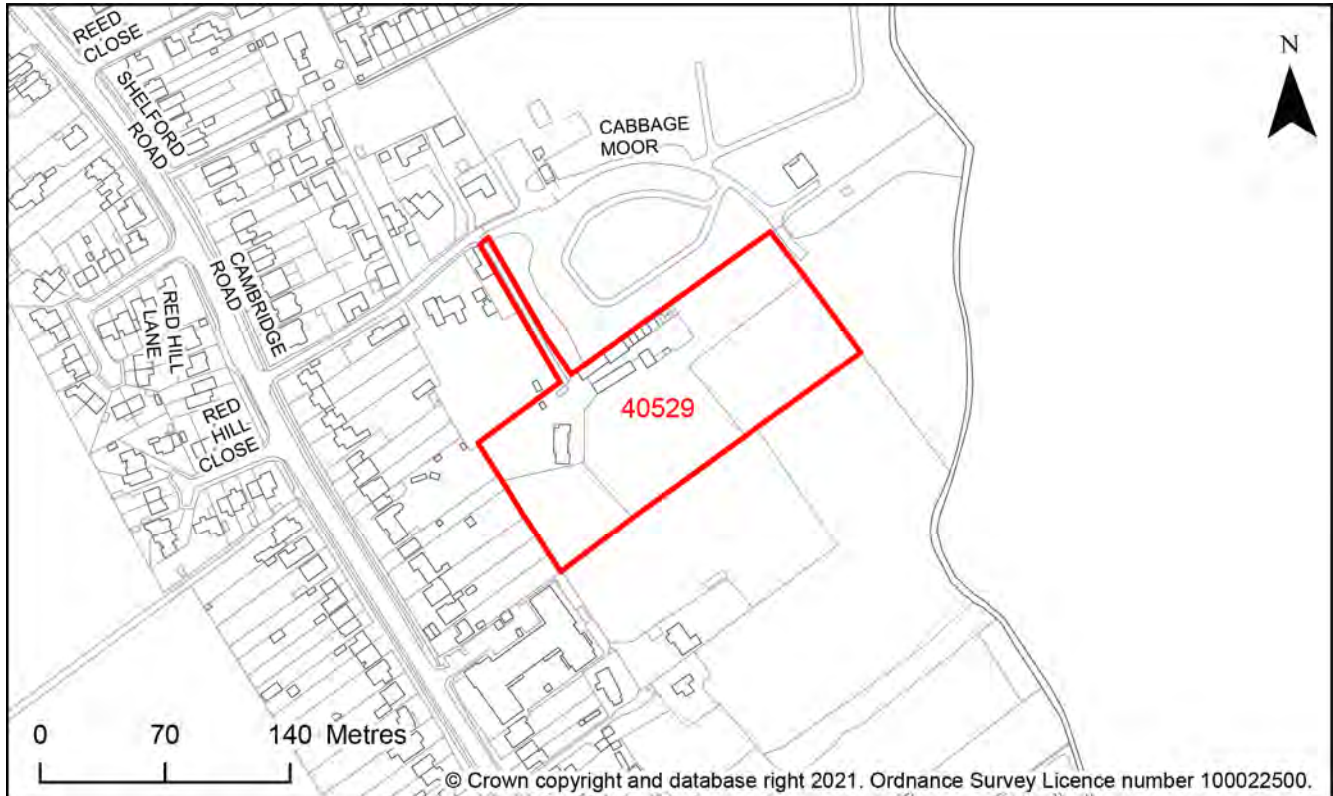 REED
CLOSE
SHELFORD
ROAD
N
CABBAGE
MOOR
CAMBRIDGE
ROAD
RED HILL
LANE
RED
HILL
CLOSE
40529
0 70 140 Metres
© Crown copyright and database right 2021. Ordnance Survey Licence number 100022500.